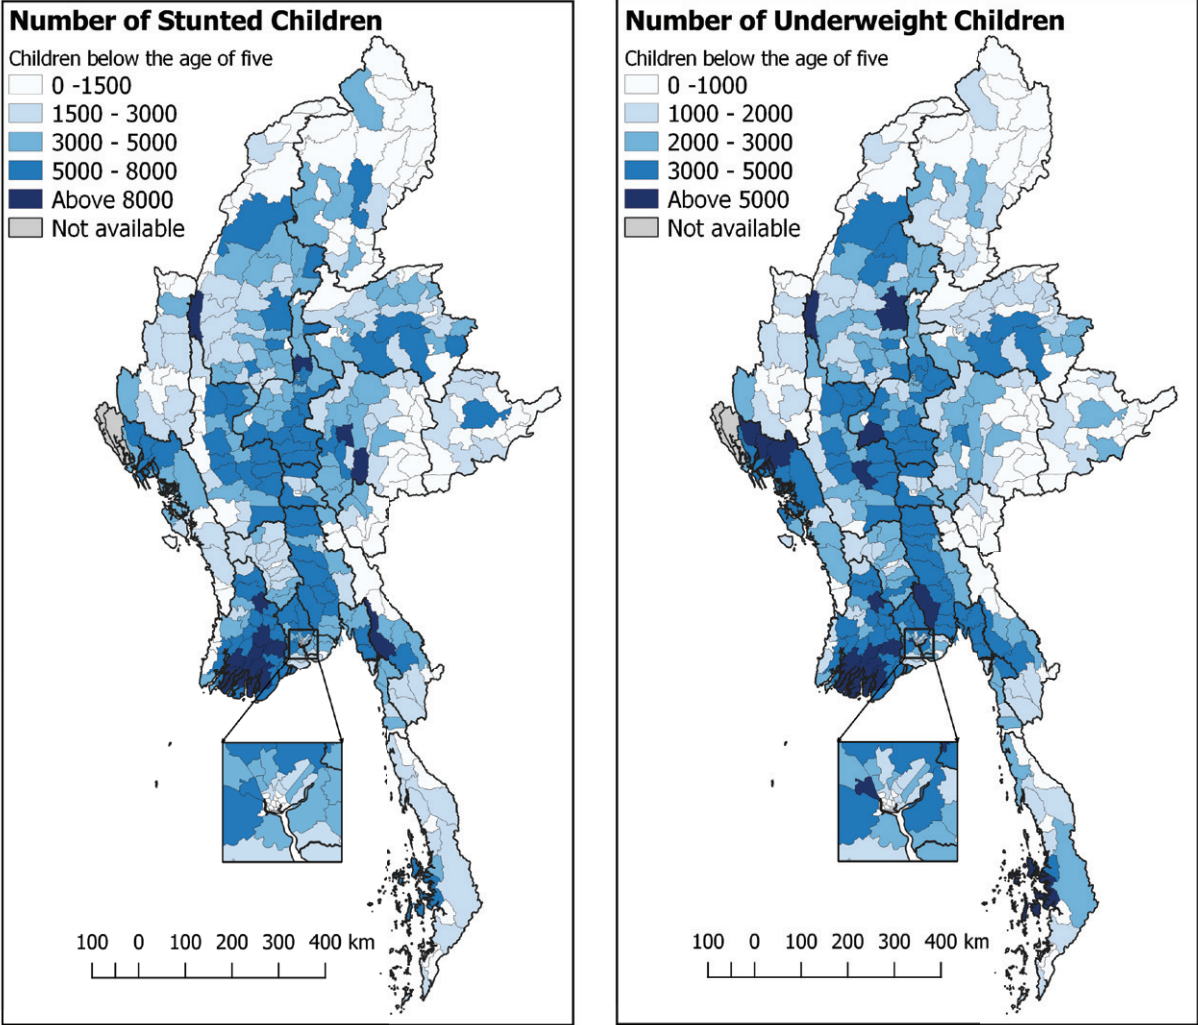 Number of Stunted Children
Children below the age of five
0 -1500
1500 - 3000
3000 - 5000
5000 - 8000
Above 8000
Not available
100 0 100 200 300 400 km
Number of Underweight Children
Children below the age of five
0 -1000
1000 - 2000
2000 - 3000
3000 - 5000
Above 5000
Not available
100 0 100 200 300 400 km